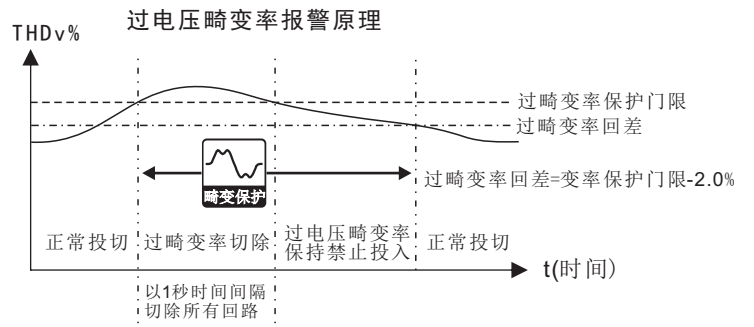 过电压畸变率报警原理
THDv%
过畸变率保护门限
过畸变率回差
畸变保护
过畸变率回差=变率保护门限-2.0%
正常投切
过畸变率切除
过电压畸变率
保持禁止投入
正常投切
t(时间)
以1秒时间间隔
切除所有回路